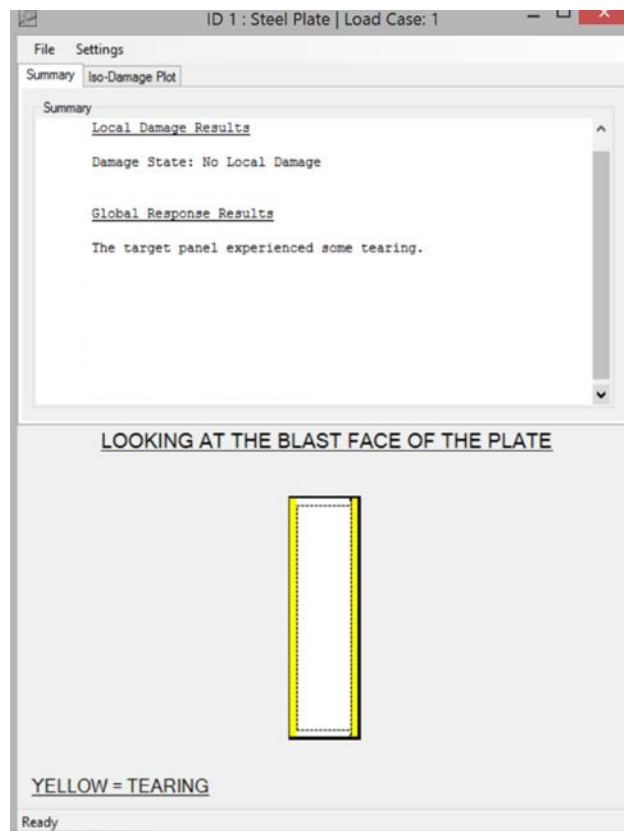 ID 1 : Steel Plate | Load Case: 1
File Settings
Summary Iso-Damage Plot
Summary
Local Damage Results
Damage State: No Local Damage
Global Response Results
The target panel experienced some tearing.
LOOKING AT THE BLAST FACE OF THE PLATE
YELLOW = TEARING
Ready